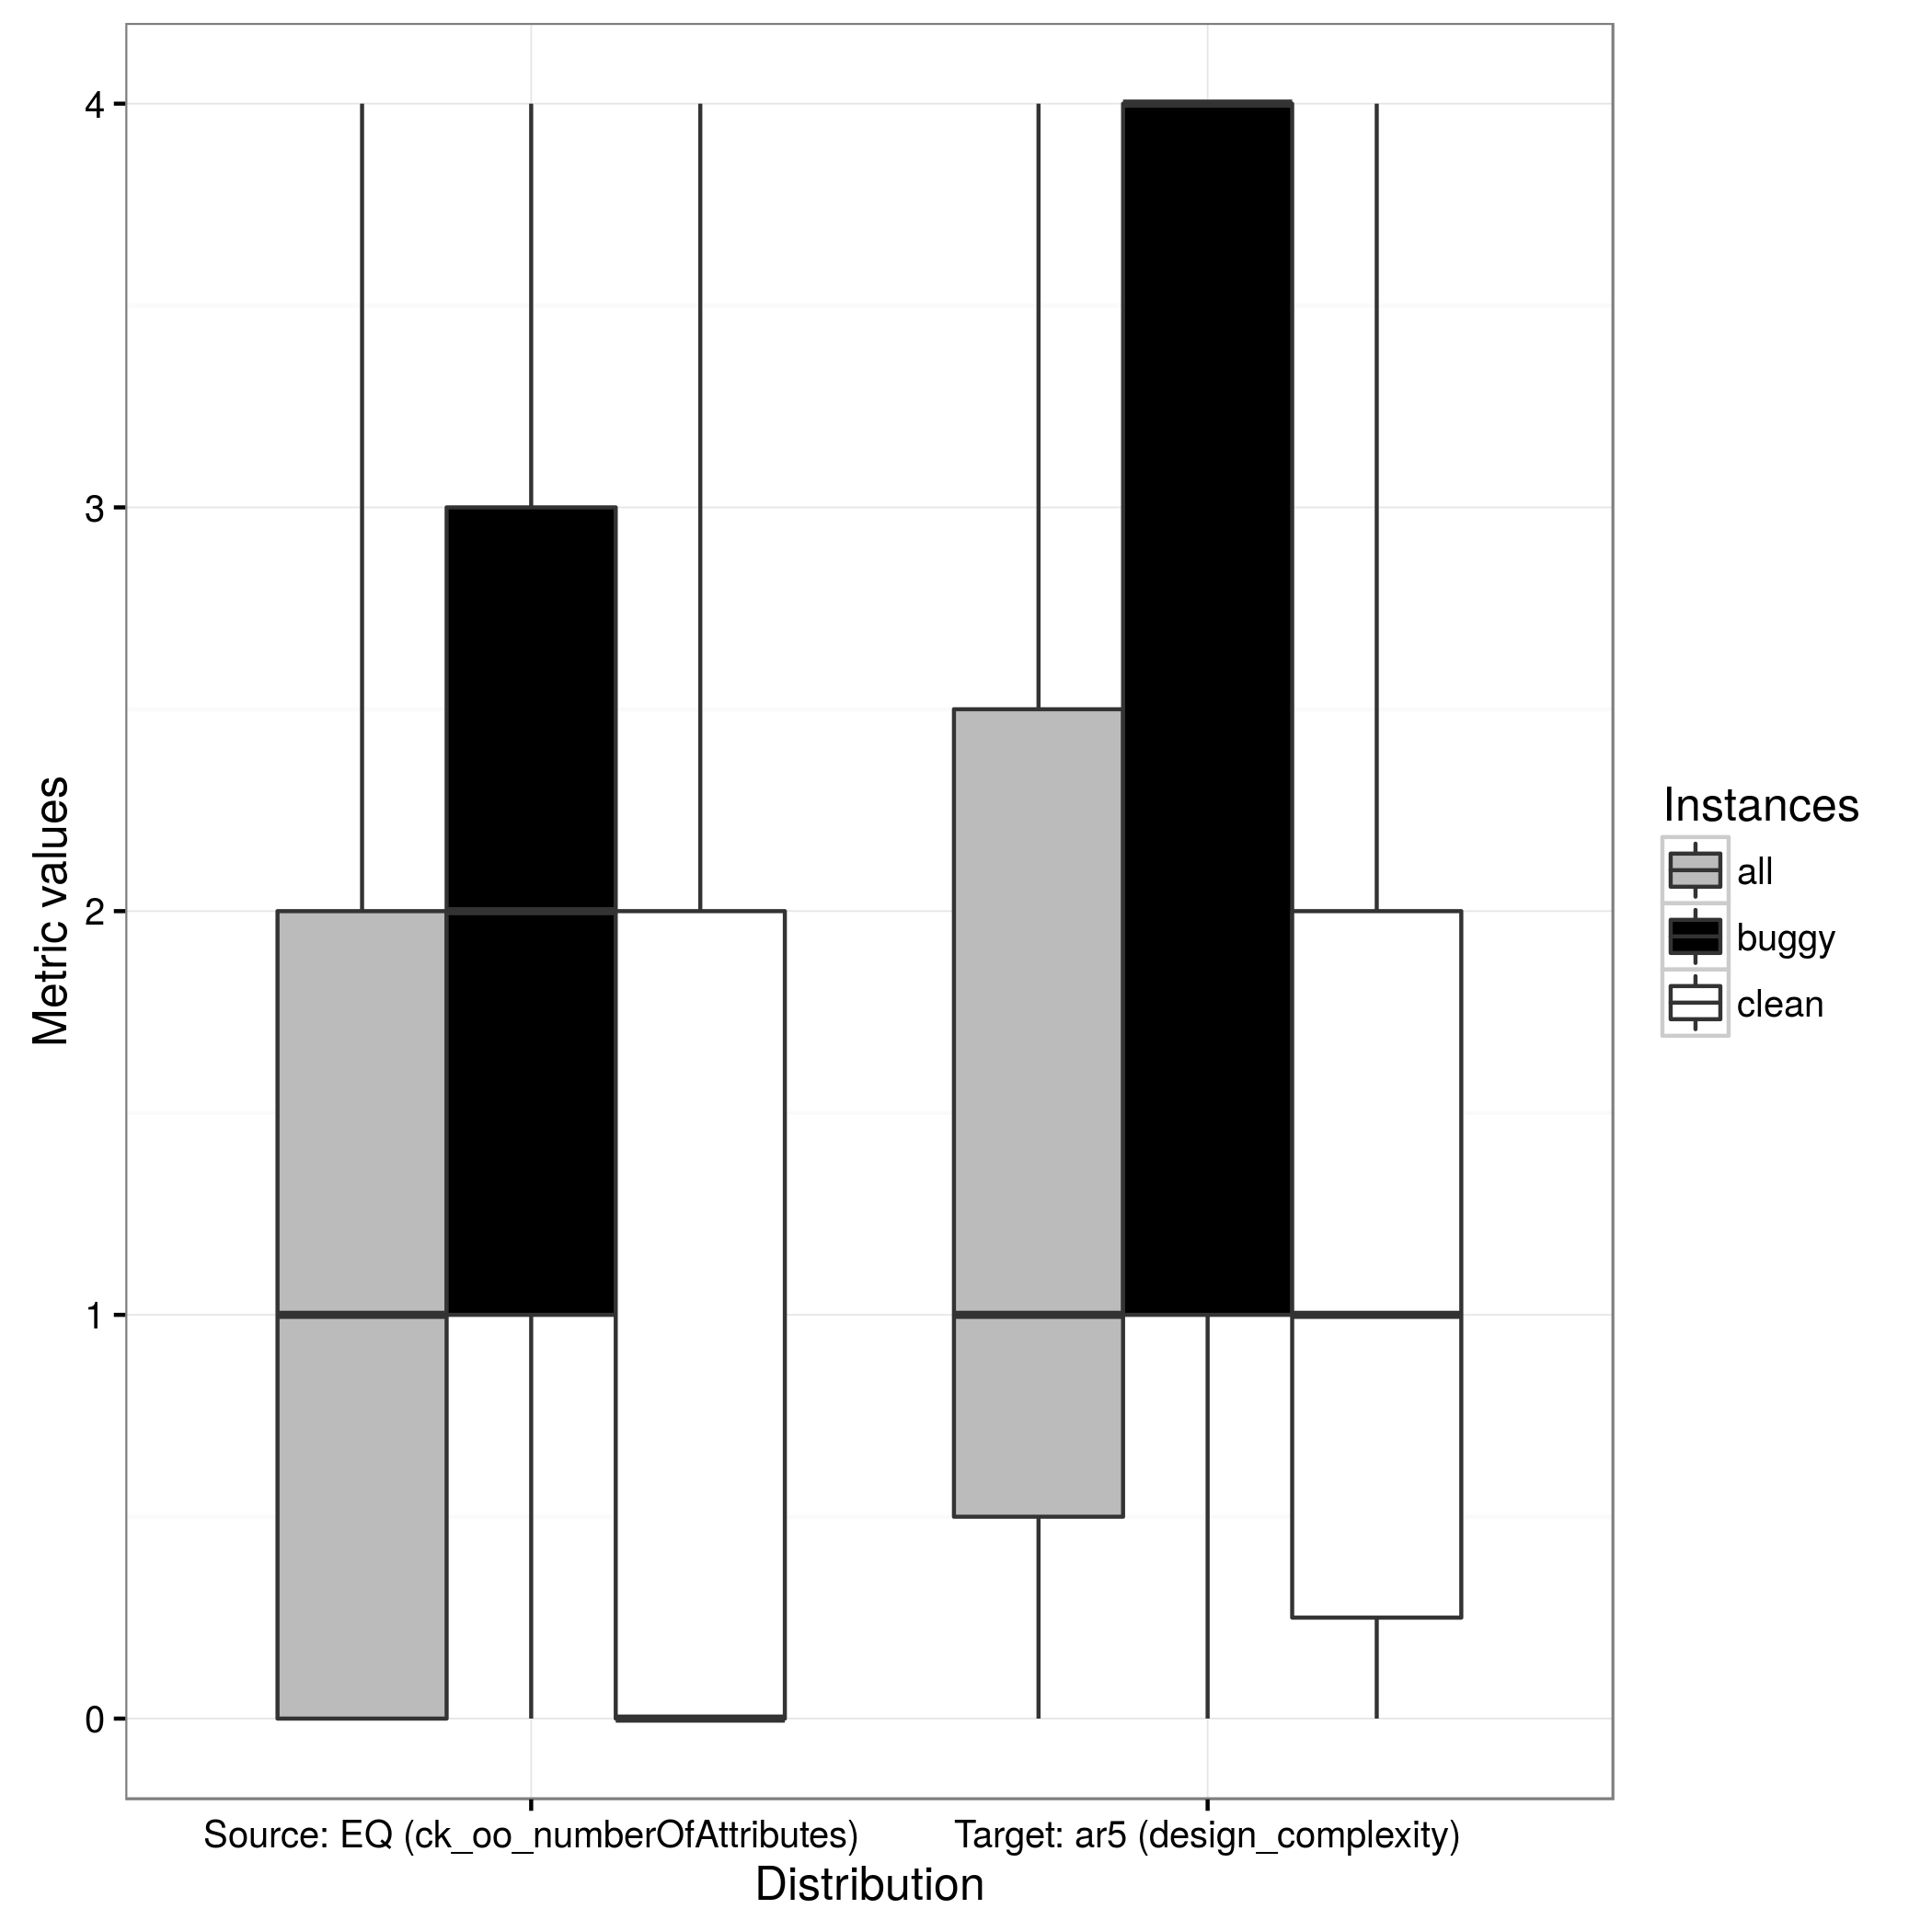 4
3
2
1
0
Metric values
Source: EQ (ck_oo_numberOfAttributes)
Target: ar5 (design_complexity)
Distribution
Instances
all
buggy
clean